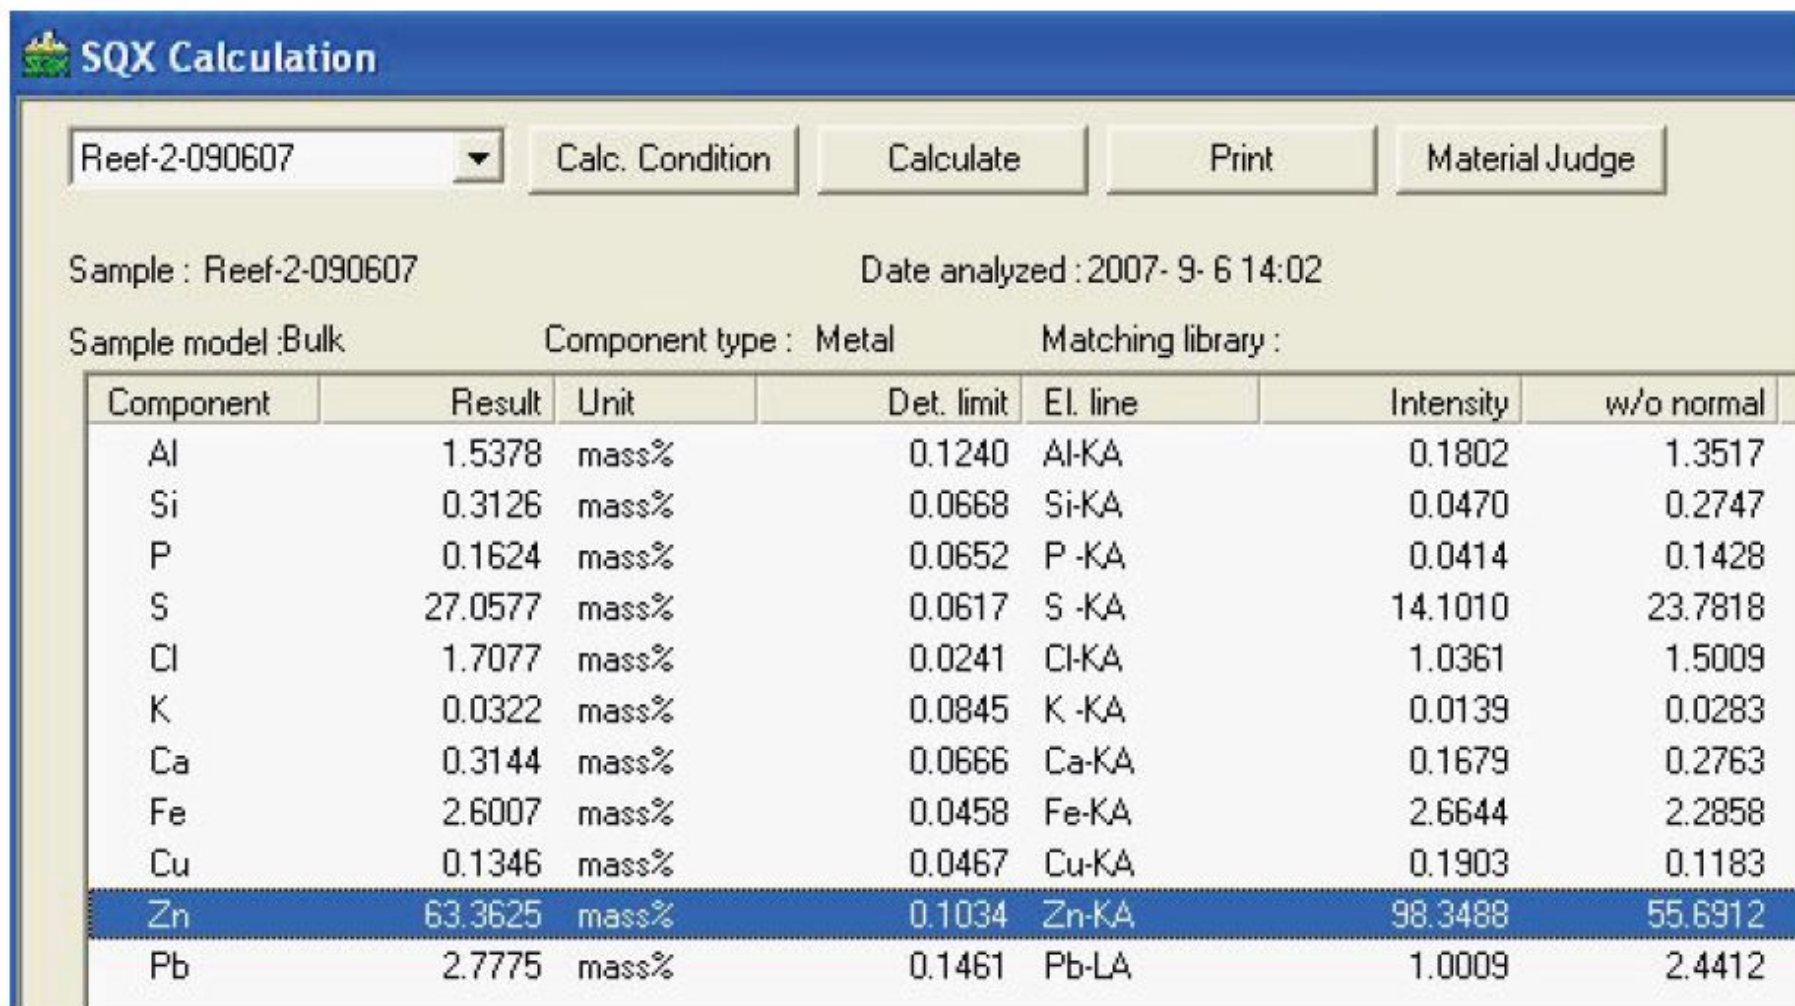 SQX Calculation
Reef-2-090607 Calc. Condition Calculate Print Material Judge
Sample : Reef-2-090607 Date analyzed : 2007- 9- 6 14:02
Sample model :Bulk Component type : Metal Matching library :
Component Result Unit Det. limit El. line Intensity w/o normal
Al 1.5378 mass% 0.1240 Al-KA 0.1802 1.3517
Si 0.3126 mass% 0.0668 Si-KA 0.0470 0.2747
P 0.1624 mass% 0.0652 P -KA 0.0414 0.1428
S 27.0577 mass% 0.0617 S -KA 14.1010 23.7818
Cl 1.7077 mass% 0.0241 Cl-KA 1.0361 1.5009
K 0.0322 mass% 0.0845 K -KA 0.0139 0.0283
Ca 0.3144 mass% 0.0666 Ca-KA 0.1679 0.2763
Fe 2.6007 mass% 0.0458 Fe-KA 2.6644 2.2858
Cu 0.1346 mass% 0.0467 Cu-KA 0.1903 0.1183
Zn 63.3625 mass% 0.1034 Zn-KA 98.3488 55.6912
Pb 2.7775 mass% 0.1461 Pb-LA 1.0009 2.4412